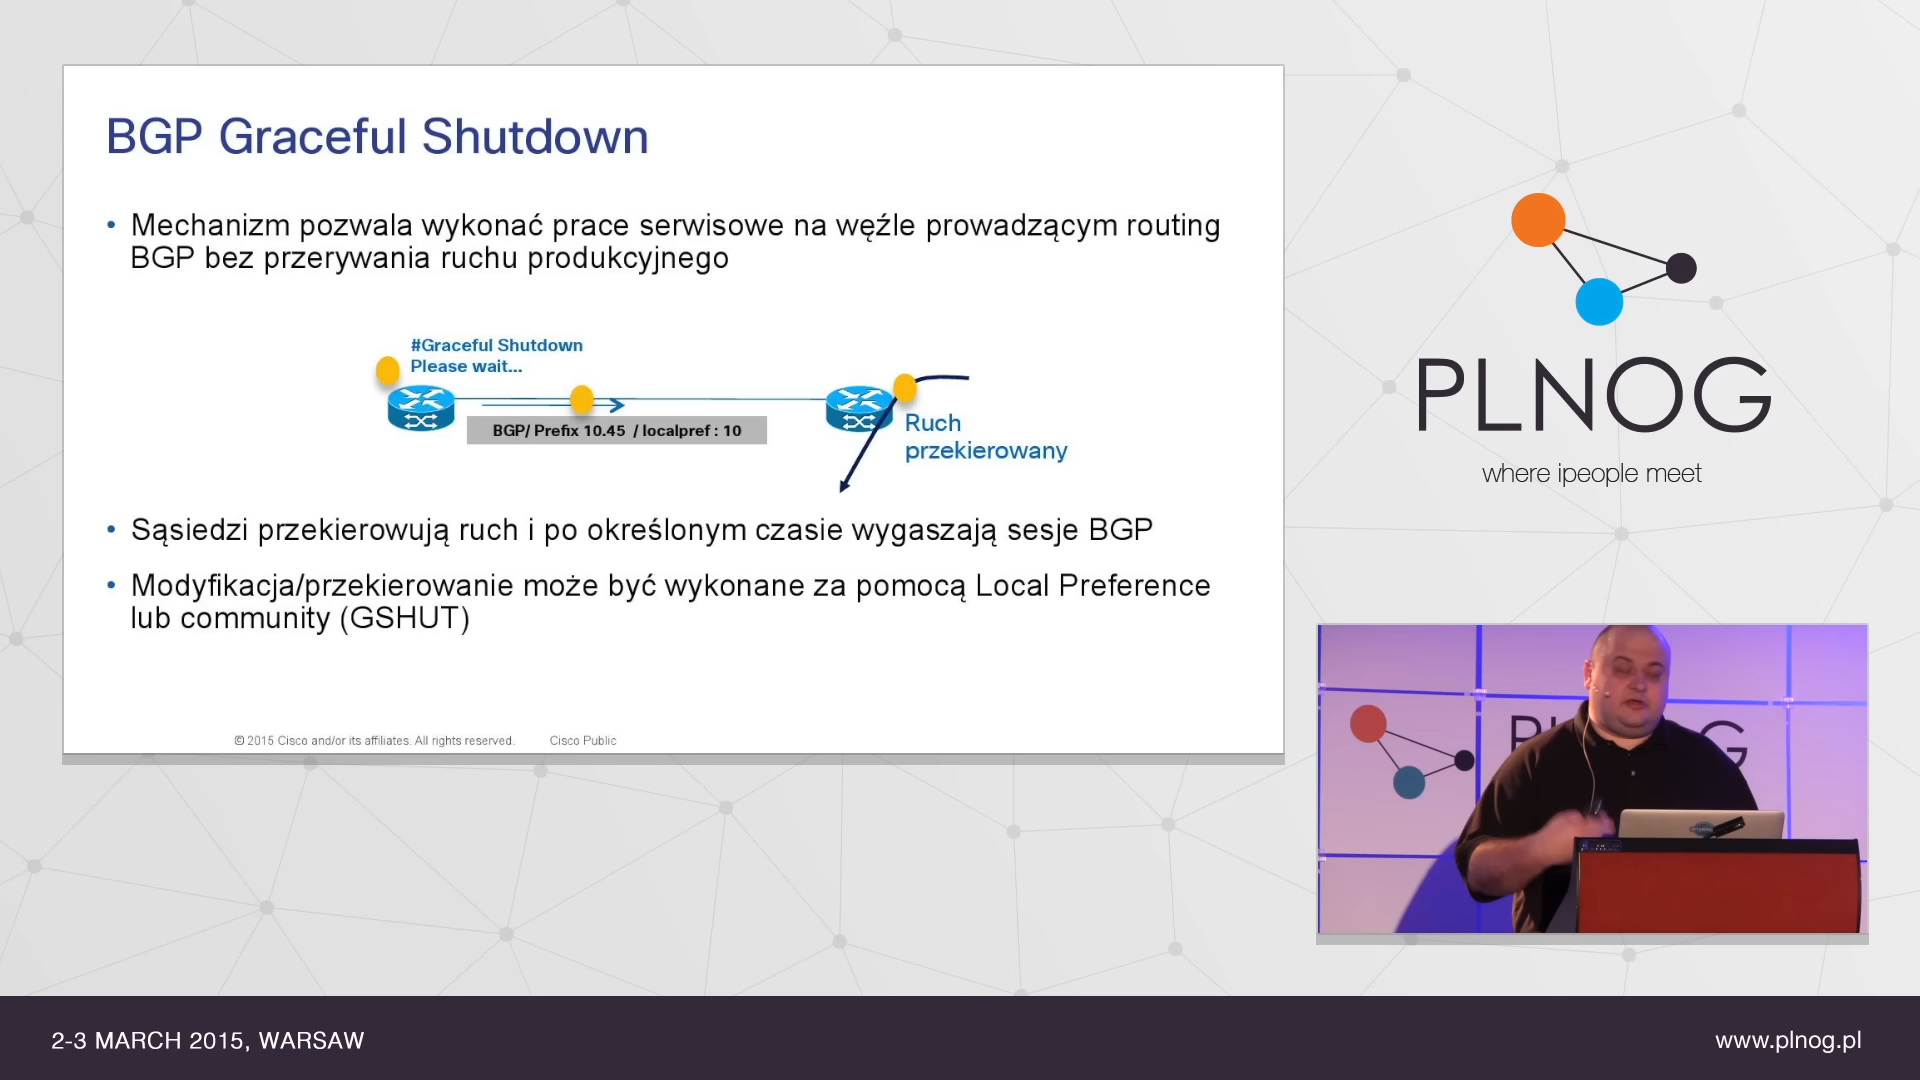 BGP Graceful Shutdown
• Mechanizm pozwala wykonać prace serwisowe na węźle prowadzącym routing
BGP bez przerywania ruchu produkcyjnego
#Graceful Shutdown
Please wait...
BGP/ Prefix 10.45 / localpref : 10
Ruch
przekierowany
• Sąsiedzi przekierowują ruch i po określonym czasie wygaszają sesje BGP
• Modyfikacja/przekierowanie może być wykonane za pomocą Local Preference
lub community (GSHUT)
© 2015 Cisco and/or its affiliates. All rights reserved. Cisco Public
PLNOG
where ipeople meet
2-3 MARCH 2015, WARSAW
www.plnog.pl